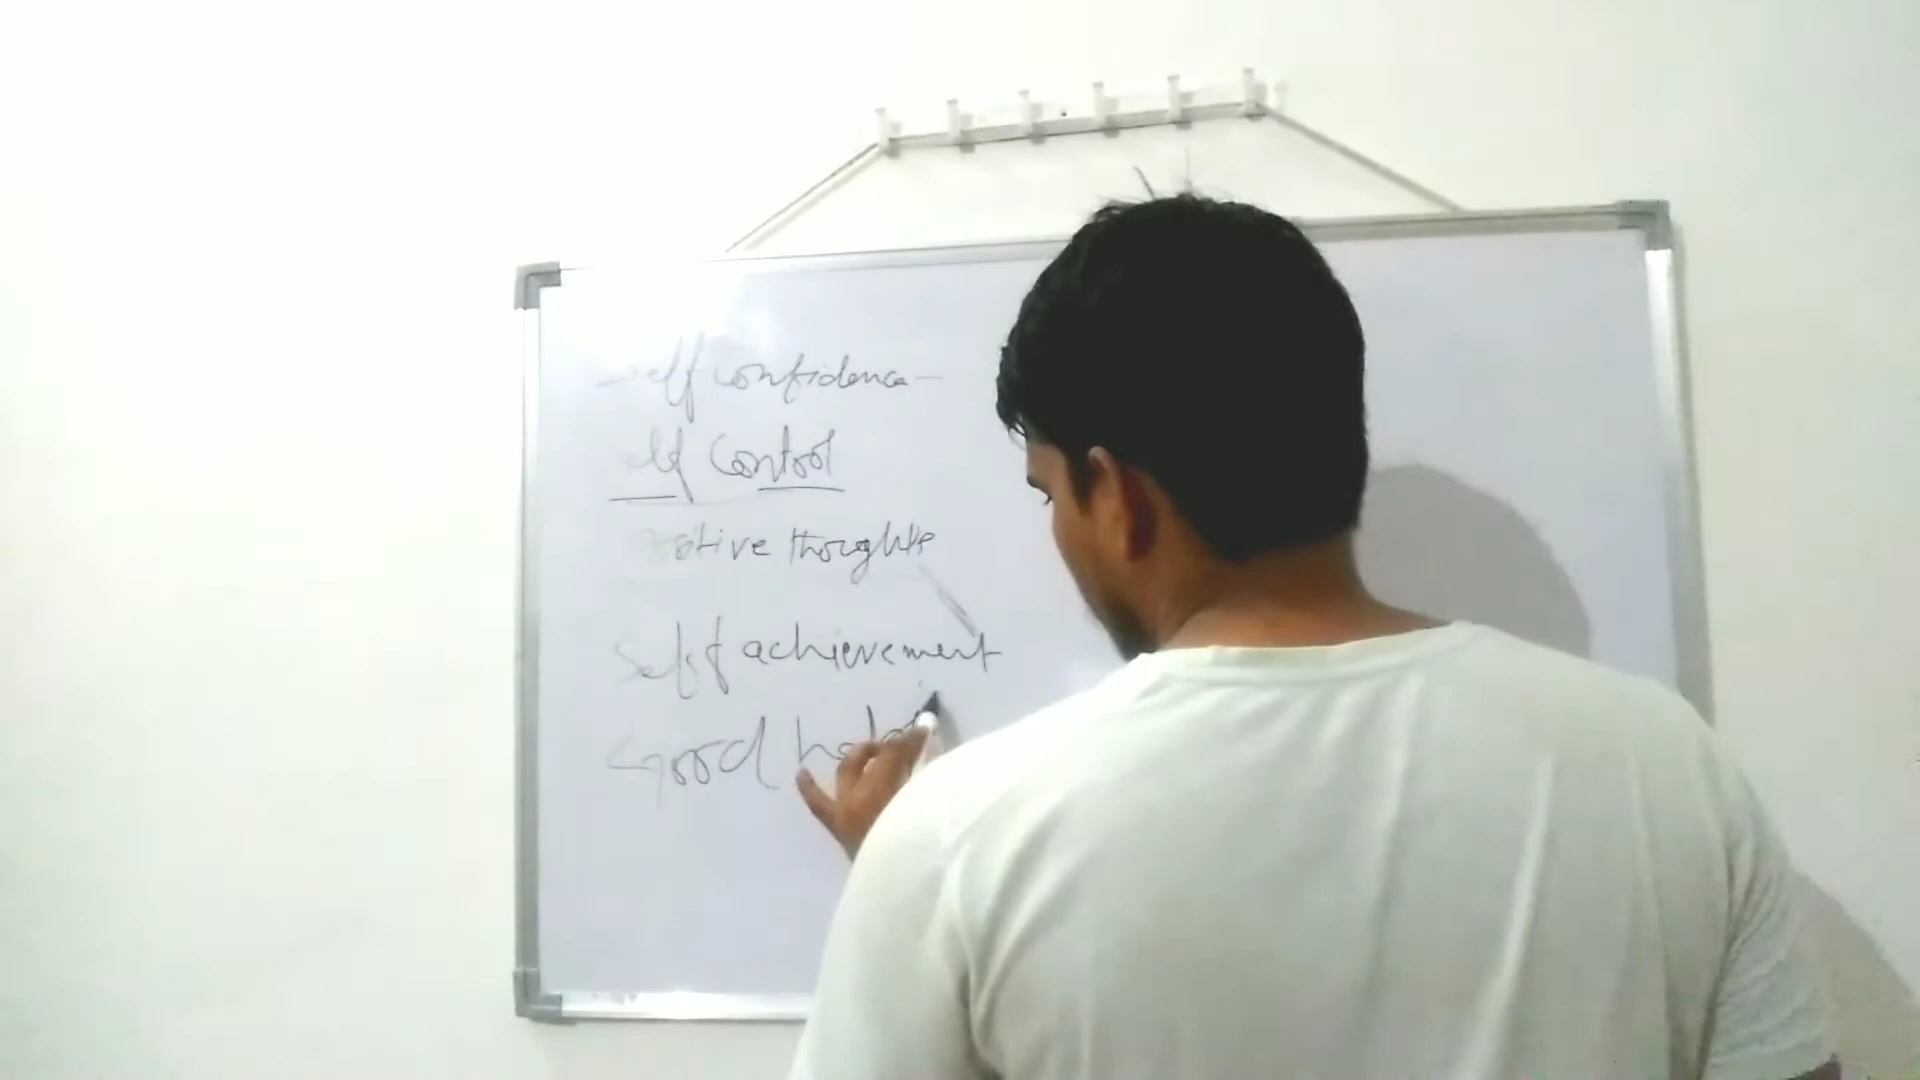 Self confidence -
Self Control
Positive thoughts
Self achievement
Good